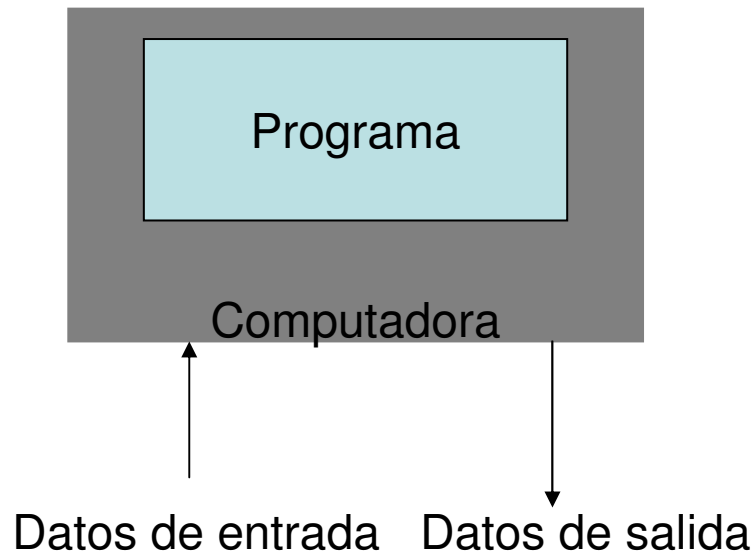 Programa
Computadora
Datos de entrada
Datos de salida